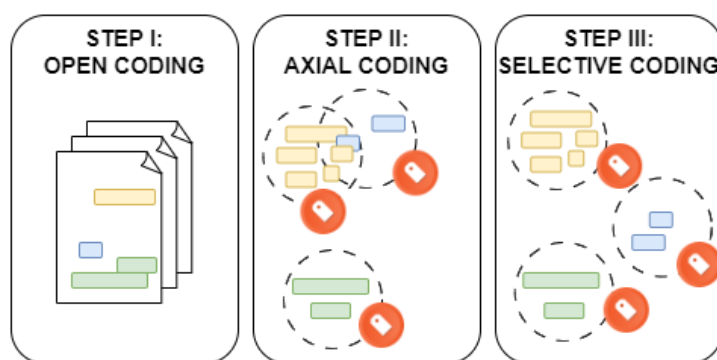 STEP I:
OPEN CODING
STEP II:
AXIAL CODING
STEP III:
SELECTIVE CODING